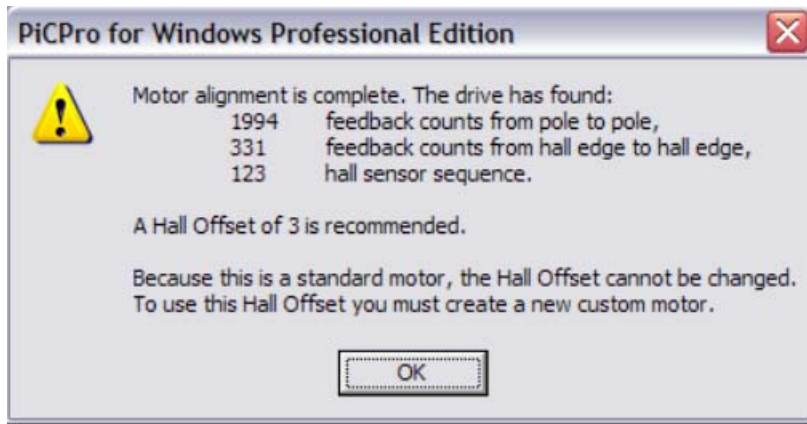 PiCPro for Windows Professional Edition
Motor alignment is complete. The drive has found:
1994 feedback counts from pole to pole,
331 feedback counts from hall edge to hall edge,
123 hall sensor sequence.
A Hall Offset of 3 is recommended.
Because this is a standard motor, the Hall Offset cannot be changed.
To use this Hall Offset you must create a new custom motor.
OK